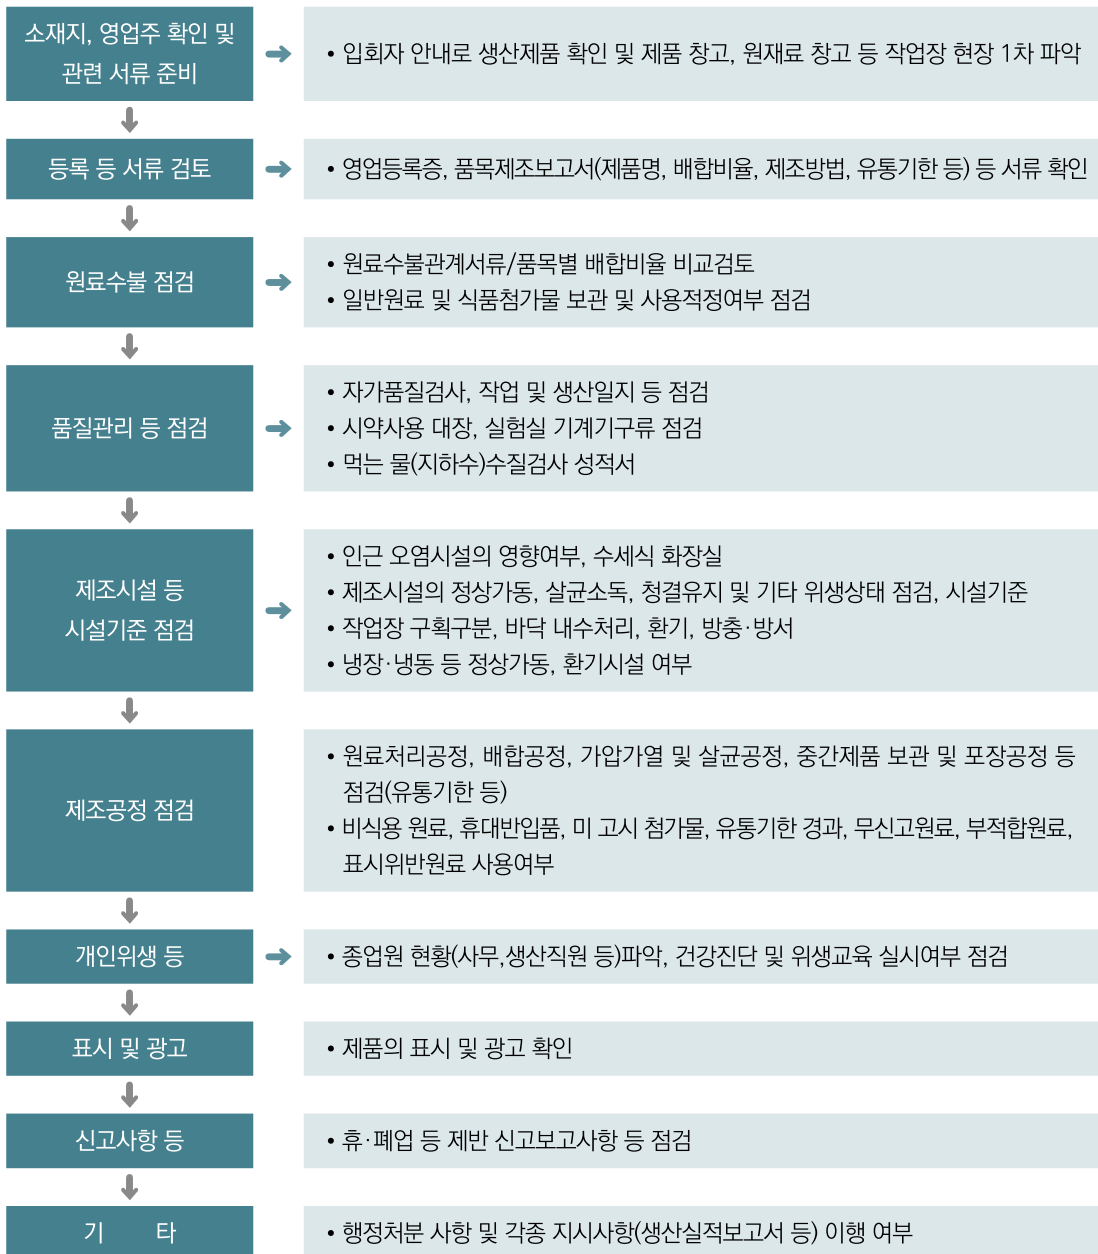 소재지, 영업주 확인 및
관련 서류 준비
• 입회자 안내로 생산제품 확인 및 제품 창고, 원재료 창고 등 작업장 현장 1차 파악
등록 등 서류 검토
• 영업등록증, 품목제조보고서(제품명, 배합비율, 제조방법, 유통기한 등) 등 서류 확인
원료수불 점검
• 원료수불관계서류/품목별 배합비율 비교검토
• 일반원료 및 식품첨가물 보관 및 사용적정여부 점검
품질관리 등 점검
• 자가품질검사, 작업 및 생산일지 등 점검
• 시약사용 대장, 실험실 기계기구류 점검
• 먹는 물(지하수)수질검사 성적서
제조시설 등
시설기준 점검
• 인근 오염시설의 영향여부, 수세식 화장실
• 제조시설의 정상가동, 살균소독, 청결유지 및 기타 위생상태 점검, 시설기준
• 작업장 구획구분, 바닥 내수처리, 환기, 방충·방서
• 냉장·냉동 등 정상가동, 환기시설 여부
제조공정 점검
• 원료처리공정, 배합공정, 가압가열 및 살균공정, 중간제품 보관 및 포장공정 등
점검(유통기한 등)
• 비식용 원료, 휴대반입품, 미 고시 첨가물, 유통기한 경과, 무신고원료, 부적합원료,
표시위반원료 사용여부
개인위생 등
• 종업원 현황(사무,생산직원 등)파악, 건강진단 및 위생교육 실시여부 점검
표시 및 광고
• 제품의 표시 및 광고 확인
신고사항 등
• 휴·폐업 등 제반 신고보고사항 등 점검
기 타
• 행정처분 사항 및 각종 지시사항(생산실적보고서 등) 이행 여부